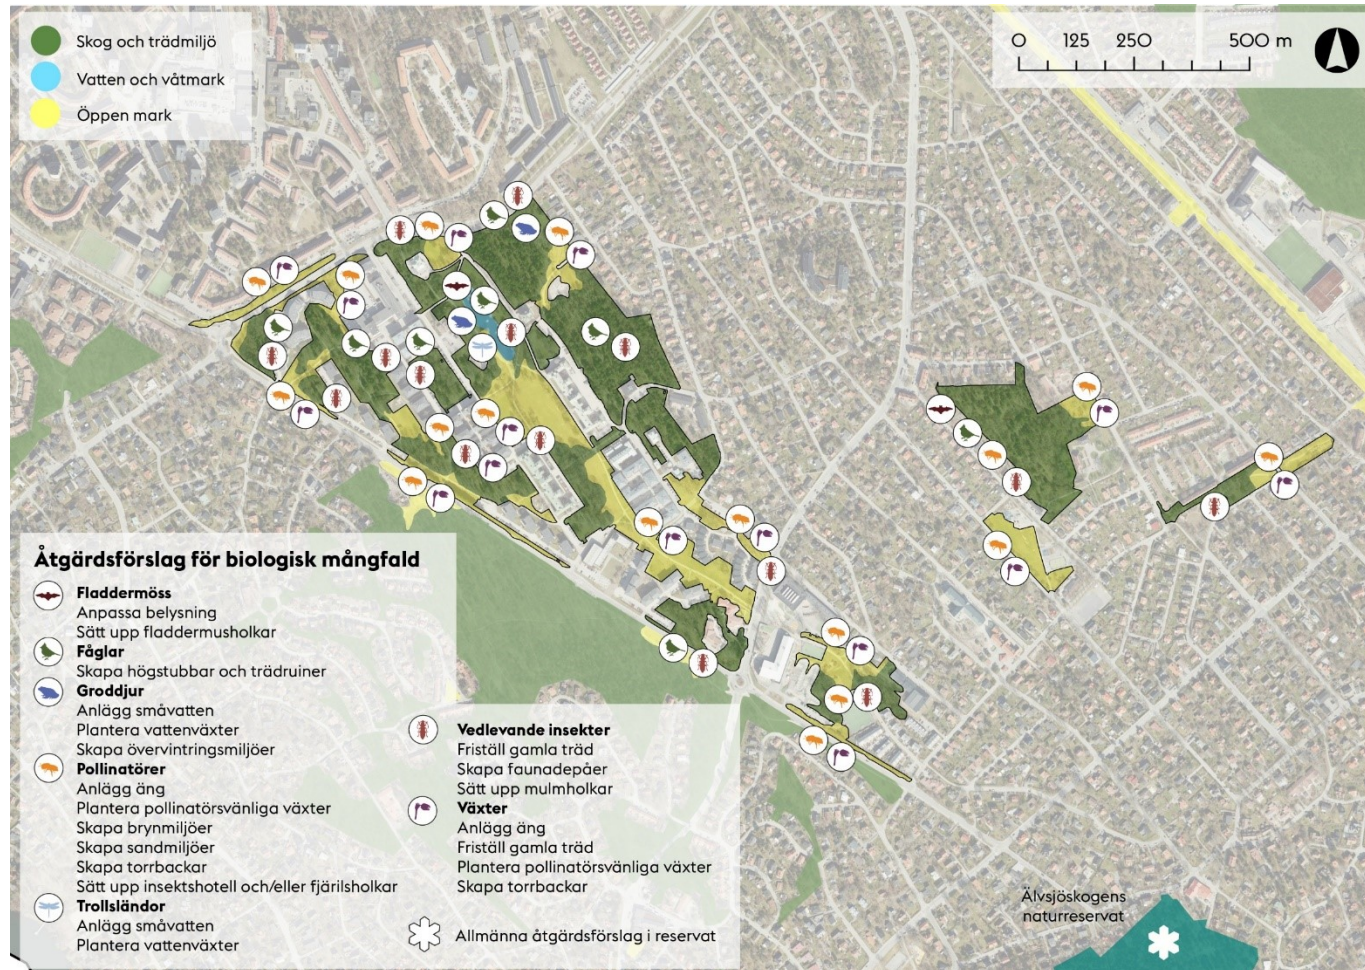 Skog och trädmiljö
Vatten och våtmark
Öppen mark
0 125 250 500 m
Åtgärdsförslag för biologisk mångfald
Fladdermöss
Anpassa belysning
Sätt upp fladdermusholkar
Fåglar
Skapa högstubbar och trädruiner
Groddjur
Anlägg småvatten
Plantera vattenväxter
Skapa övervintringsmiljöer
Pollinatörer
Anlägg äng
Plantera pollinatörsvänliga växter
Skapa brynmiljöer
Skapa sandmiljöer
Skapa torrbackar
Sätt upp insektshotell och/eller fjärilsholkar
Trollsländor
Anlägg småvatten
Plantera vattenväxter
Vedlevande insekter
Friställ gamla träd
Skapa faunadepåer
Sätt upp mulmholkar
Växter
Anlägg äng
Friställ gamla träd
Plantera pollinatörsvänliga växter
Skapa torrbackar
Allmänna åtgärdsförslag i reservat
Älvsjöskogens
naturreservat